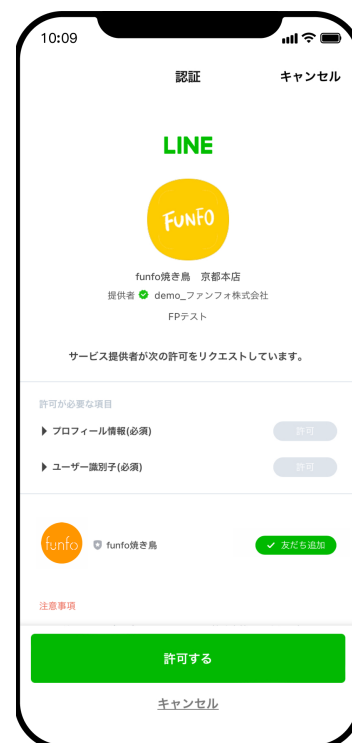 10:09
認証
キャンセル
LINE
FUNFO
funfo焼き鳥　京都本店
提供者 demo_ファンフォ株式会社
FPテスト
サービス提供者が次の許可をリクエストしています。
許可が必要な項目
プロフィール情報(必須)
許可
ユーザー識別子(必須)
許可
funfo
funfo焼き鳥
友だち追加
注意事項
許可する
キャンセル